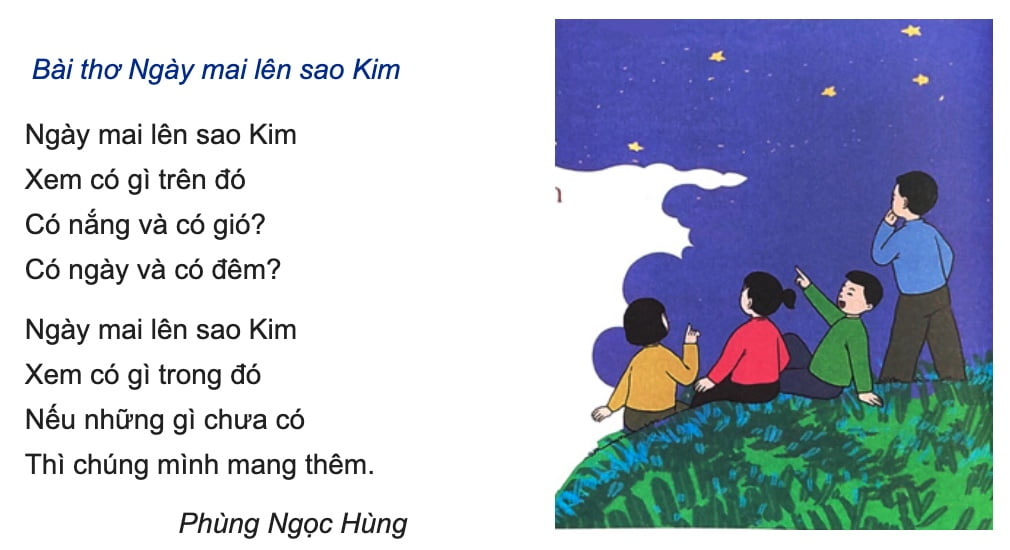 Bài thơ Ngày mai lên sao Kim
Ngày mai lên sao Kim
Xem có gì trên đó
Có nắng và có gió?
Có ngày và có đêm?
Ngày mai lên sao Kim
Xem có gì trong đó
Nếu những gì chưa có
Thì chúng mình mang thêm.
Phùng Ngọc Hùng